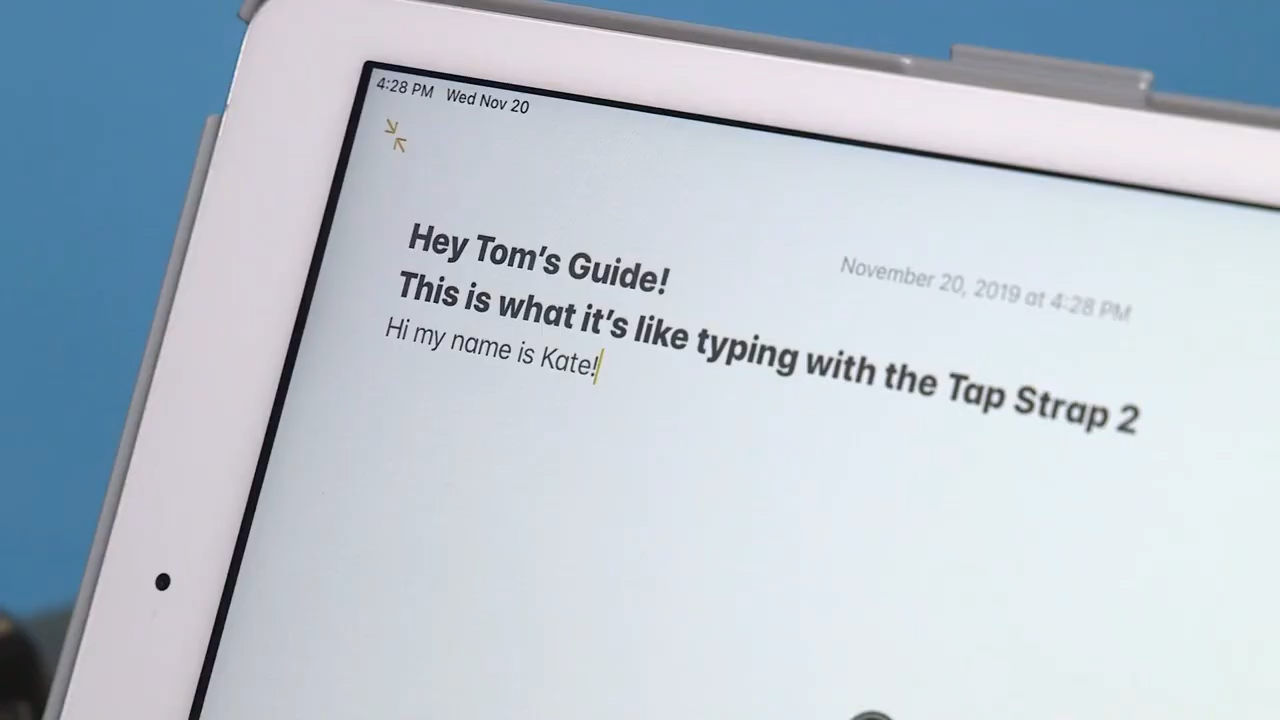 4:28 PM Wed Nov 20
November 20, 2019 at 4:28 PM
Hey Tom’s Guide!
This is what it’s like typing with the Tap Strap 2
Hi my name is Kate!